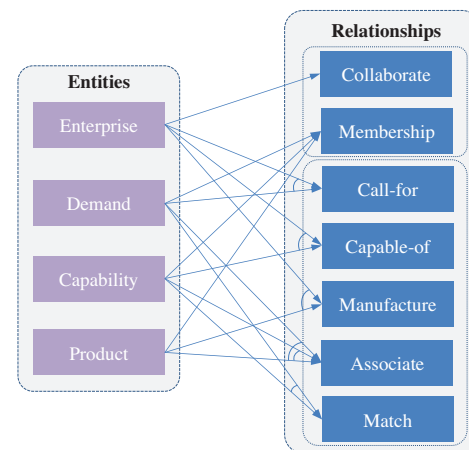 Relationships
Entities
Collaborate
Enterprise
Membership
Demand
Call-for
Capable-of
Capability
Manufacture
Product
Associate
Match